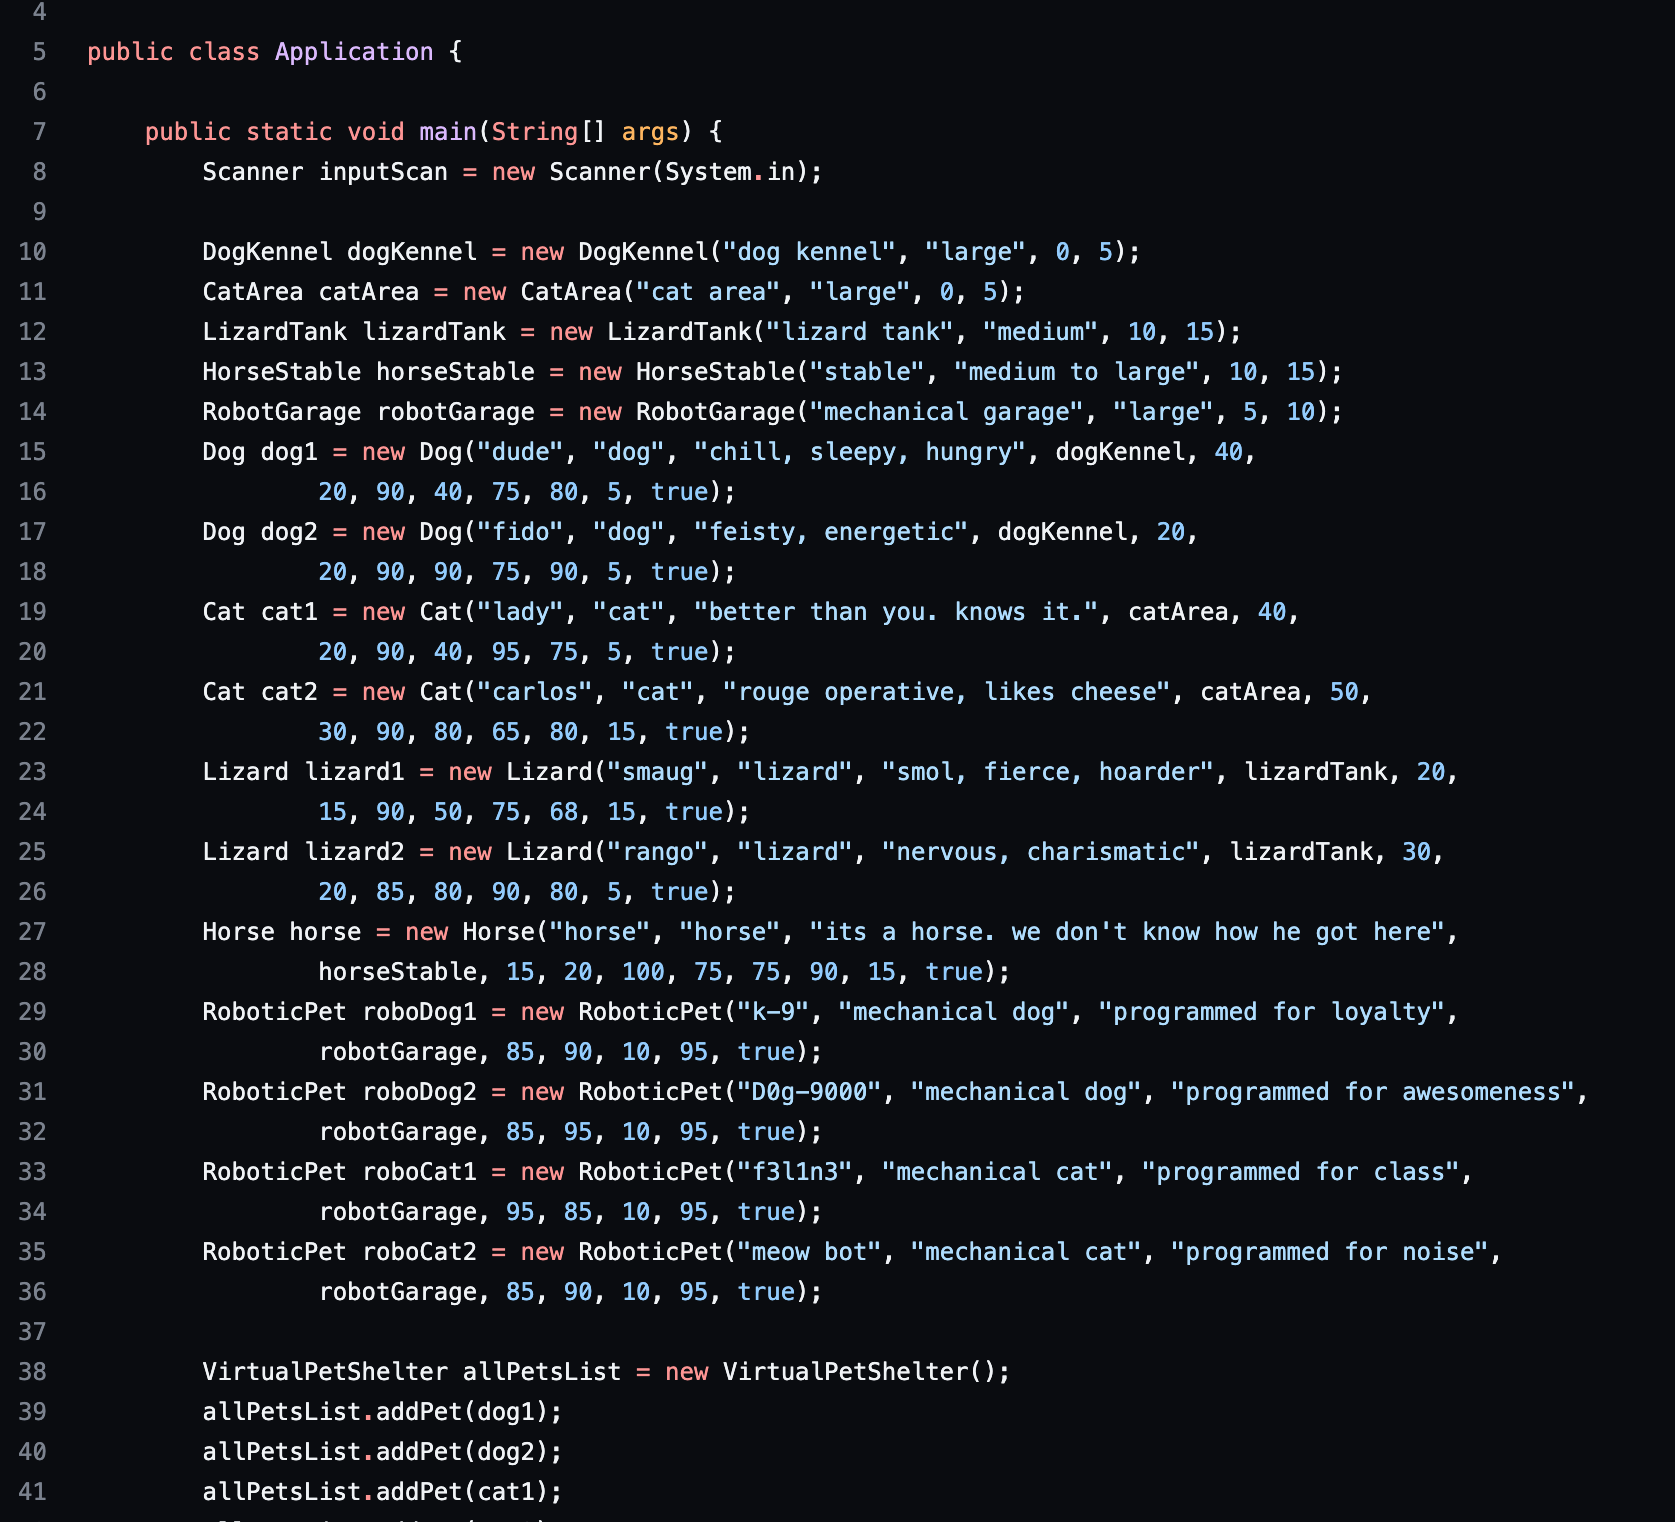 4
5 public class Application {
6
7 public static void main(String[] args) {
8 Scanner inputScan = new Scanner(System.in);
9
10 DogKennel dogKennel = new DogKennel("dog kennel", "large", 0, 5);
11 CatArea catArea = new CatArea("cat area", "large", 0, 5);
12 LizardTank lizardTank = new LizardTank("lizard tank", "medium", 10, 15);
13 HorseStable horseStable = new HorseStable("stable", "medium to large", 10, 15);
14 RobotGarage robotGarage = new RobotGarage("mechanical garage", "large", 5, 10);
15 Dog dog1 = new Dog("dude", "dog", "chill, sleepy, hungry", dogKennel, 40,
16 20, 90, 40, 75, 80, 5, true);
17 Dog dog2 = new Dog("fido", "dog", "feisty, energetic", dogKennel, 20,
18 20, 90, 90, 75, 90, 5, true);
19 Cat cat1 = new Cat("lady", "cat", "better than you. knows it.", catArea, 40,
20 20, 90, 40, 95, 75, 5, true);
21 Cat cat2 = new Cat("carlos", "cat", "rouge operative, likes cheese", catArea, 50,
22 30, 90, 80, 65, 80, 15, true);
23 Lizard lizard1 = new Lizard("smaug", "lizard", "smol, fierce, hoarder", lizardTank, 20,
24 15, 90, 50, 75, 68, 15, true);
25 Lizard lizard2 = new Lizard("rango", "lizard", "nervous, charismatic", lizardTank, 30,
26 20, 85, 80, 90, 80, 5, true);
27 Horse horse = new Horse("horse", "horse", "its a horse. we don't know how he got here",
28 horseStable, 15, 20, 100, 75, 75, 90, 15, true);
29 RoboticPet roboDog1 = new RoboticPet("k-9", "mechanical dog", "programmed for loyalty",
30 robotGarage, 85, 90, 10, 95, true);
31 RoboticPet roboDog2 = new RoboticPet("D0g-9000", "mechanical dog", "programmed for awesomeness",
32 robotGarage, 85, 95, 10, 95, true);
33 RoboticPet roboCat1 = new RoboticPet("f3l1n3", "mechanical cat", "programmed for class",
34 robotGarage, 95, 85, 10, 95, true);
35 RoboticPet roboCat2 = new RoboticPet("meow bot", "mechanical cat", "programmed for noise",
36 robotGarage, 85, 90, 10, 95, true);
37
38 VirtualPetShelter allPetsList = new VirtualPetShelter();
39 allPetsList.addPet(dog1);
40 allPetsList.addPet(dog2);
41 allPetsList.addPet(cat1);